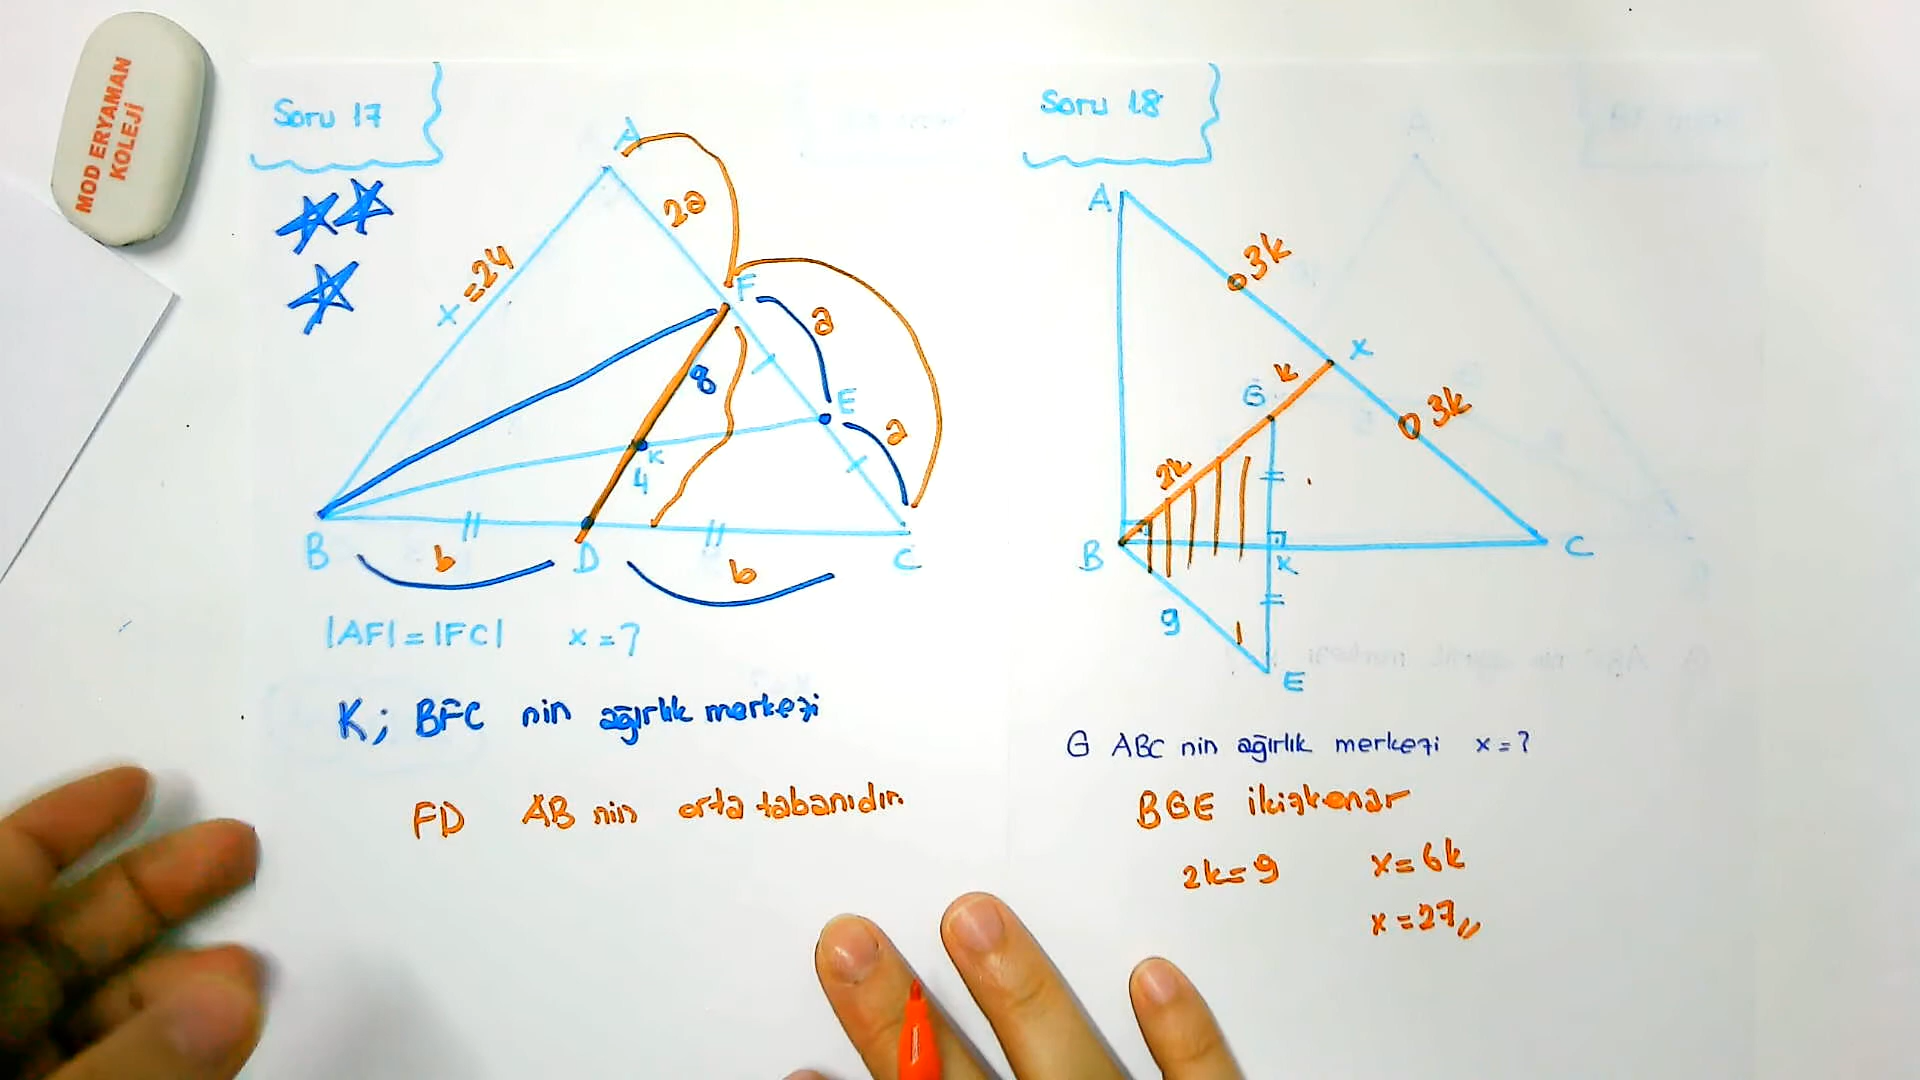 MOD ERYAMAN
KOLEJİ
Soru 17
A
x = 24
2a
F
a
8
E
a
K
4
B
D
C
b
b
|AF| = |FC| x = ?
K; BFC nin ağırlık merkezi
FD AB nin orta tabanıdır.
Soru 18
A
3k
x
k
G
3k
2k
B
K
C
9
E
G ABC nin ağırlık merkezi x = ?
BGE ikizkenar
2k = 9 x = 6k
x = 27